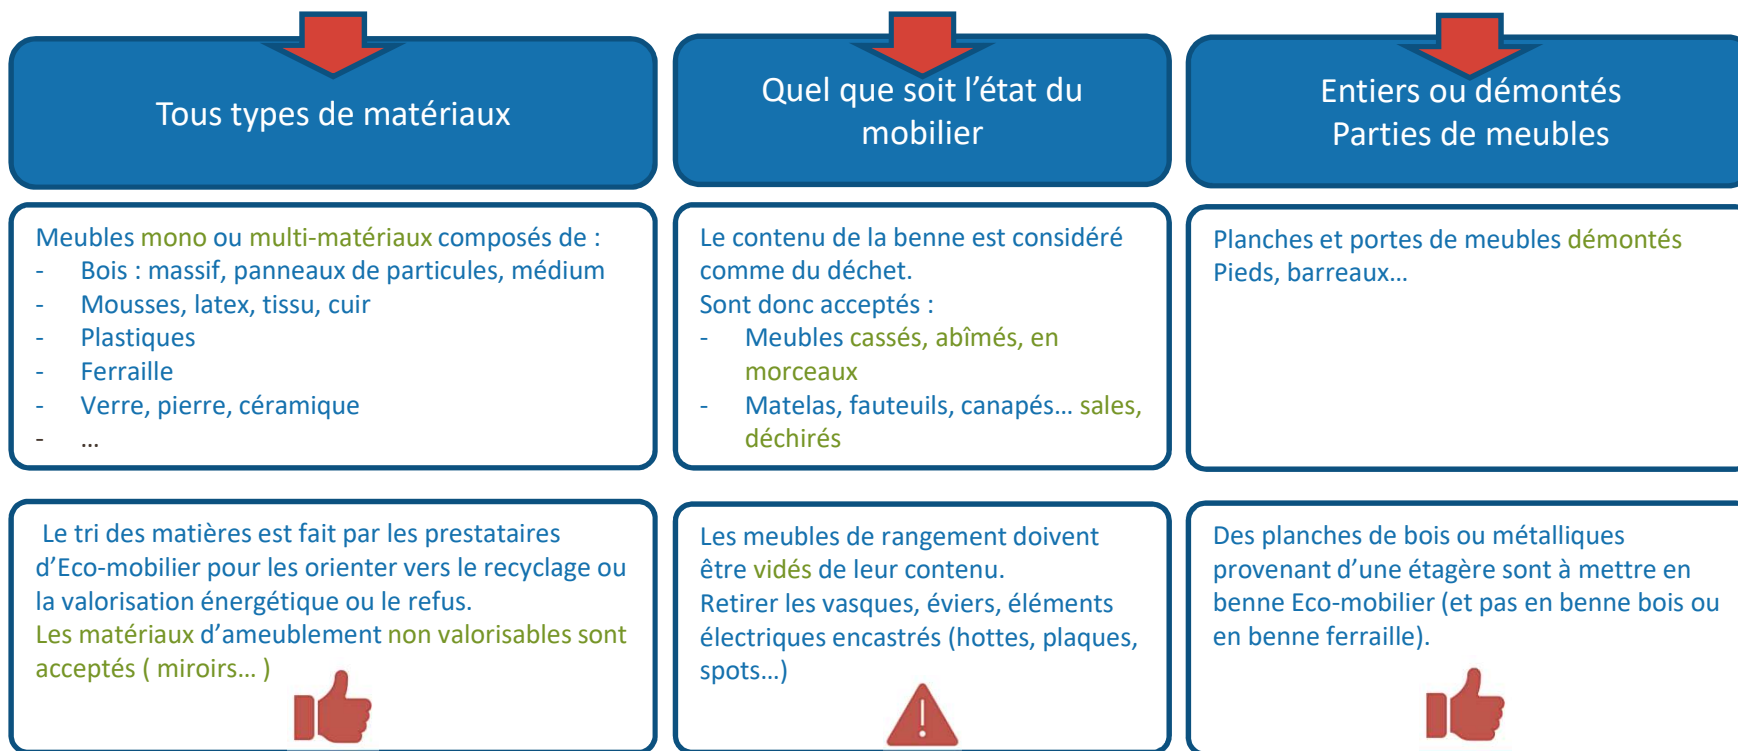 Tous types de matériaux
Quel que soit l’état du
mobilier
Entiers ou démontés
Parties de meubles
Meubles mono ou multi-matériaux composés de :
- Bois : massif, panneaux de particules, médium
- Mousses, latex, tissu, cuir
- Plastiques
- Ferraille
- Verre, pierre, céramique
- …
Le contenu de la benne est considéré
comme du déchet.
Sont donc acceptés :
- Meubles cassés, abîmés, en
morceaux
- Matelas, fauteuils, canapés… sales,
déchirés
Planches et portes de meubles démontés
Pieds, barreaux…
Le tri des matières est fait par les prestataires
d’Eco-mobilier pour les orienter vers le recyclage ou
la valorisation énergétique ou le refus.
Les matériaux d’ameublement non valorisables sont
acceptés ( miroirs… )
Les meubles de rangement doivent
être vidés de leur contenu.
Retirer les vasques, éviers, éléments
électriques encastrés (hottes, plaques,
spots…)
Des planches de bois ou métalliques
provenant d’une étagère sont à mettre en
benne Eco-mobilier (et pas en benne bois ou
en benne ferraille).